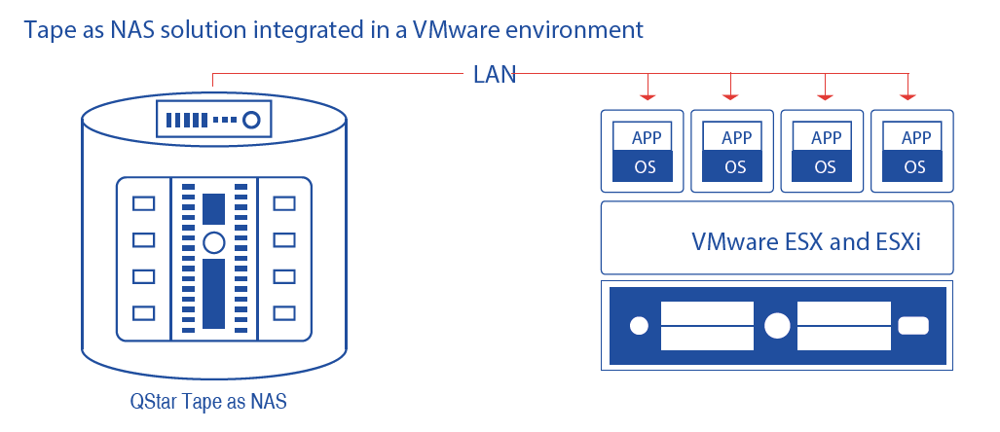 Tape as NAS solution integrated in a VMware environment
LAN
APP
OS
APP
OS
APP
OS
APP
OS
VMware ESX and ESXi
QStar Tape as NAS